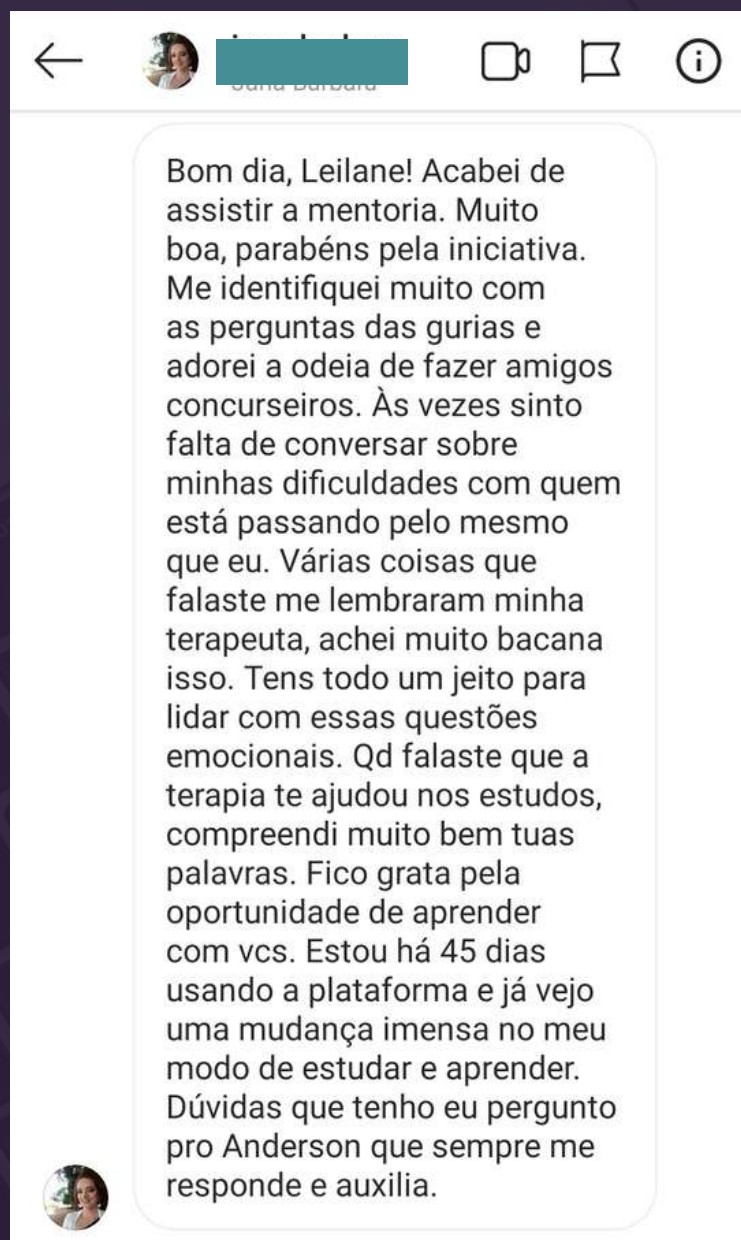 Bom dia, Leilane! Acabei de
assistir a mentoria. Muito
boa, parabéns pela iniciativa.
Me identifiquei muito com
as perguntas das gurias e
adorei a odeia de fazer amigos
concurseiros. Às vezes sinto
falta de conversar sobre
minhas dificuldades com quem
está passando pelo mesmo
que eu. Várias coisas que
falaste me lembraram minha
terapeuta, achei muito bacana
isso. Tens todo um jeito para
lidar com essas questões
emocionais. Qd falaste que a
terapia te ajudou nos estudos,
compreendi muito bem tuas
palavras. Fico grata pela
oportunidade de aprender
com vcs. Estou há 45 dias
usando a plataforma e já vejo
uma mudança imensa no meu
modo de estudar e aprender.
Dúvidas que tenho eu pergunto
pro Anderson que sempre me
responde e auxilia.